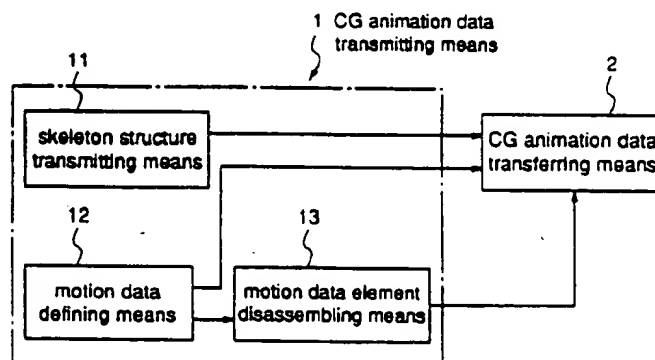 1 CG animation data
transmitting means
11
2
skeleton structure
transmitting means
CG animation data
transferring means
12
13
motion data
defining means
motion data element
disassembling means